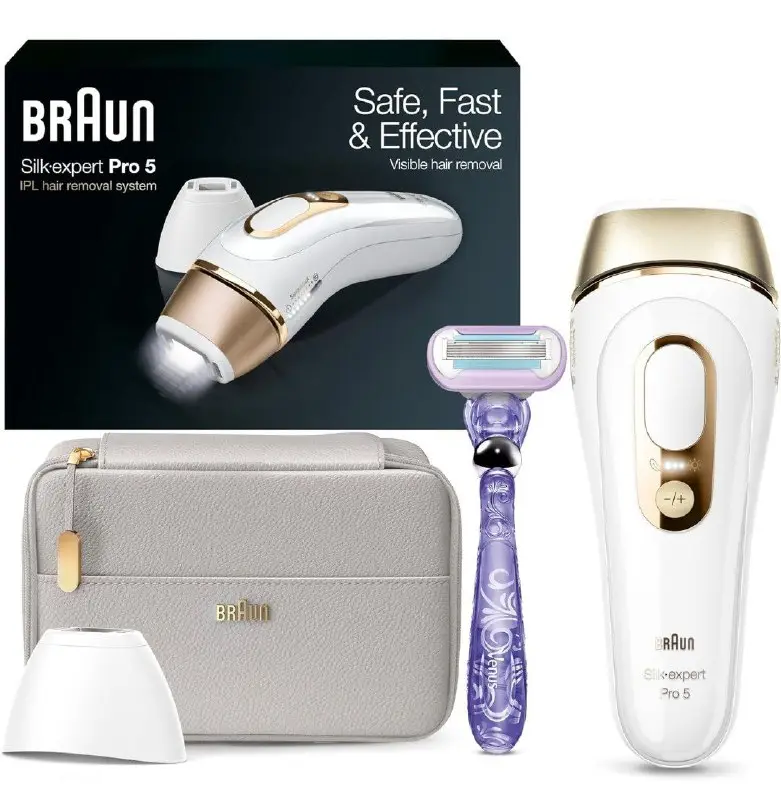 BRAUN
Silk·expert Pro 5
IPL hair removal system
Safe, Fast
& Effective
Visible hair removal
BRAUN
Venus
-/+
BRAUN
Silk·expert
Pro 5